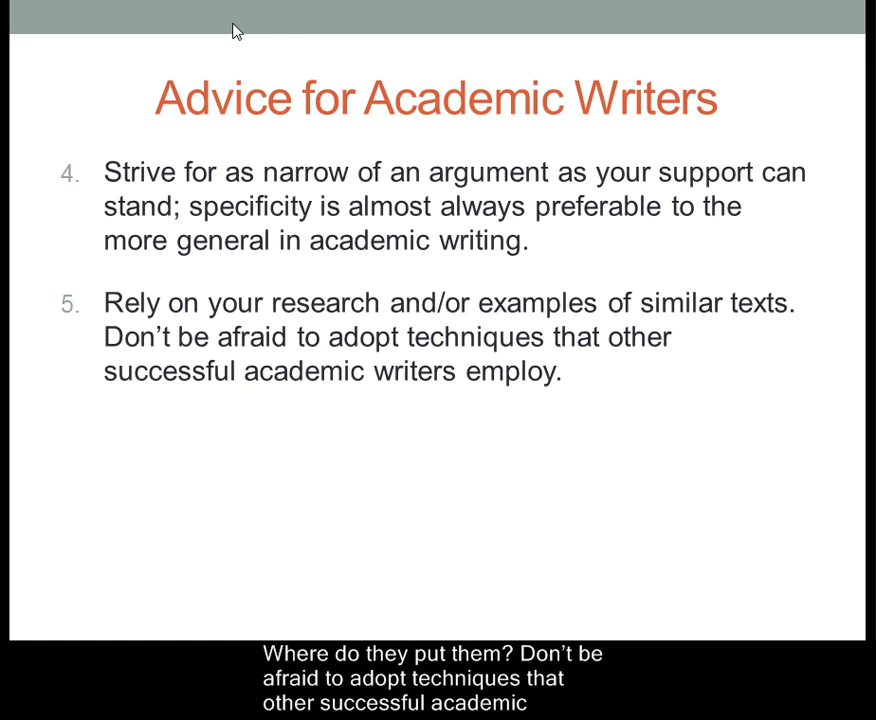 Advice for Academic Writers
4. Strive for as narrow of an argument as your support can
stand; specificity is almost always preferable to the
more general in academic writing.
5. Rely on your research and/or examples of similar texts.
Don’t be afraid to adopt techniques that other
successful academic writers employ.
Where do they put them? Don’t be
afraid to adopt techniques that
other successful academic